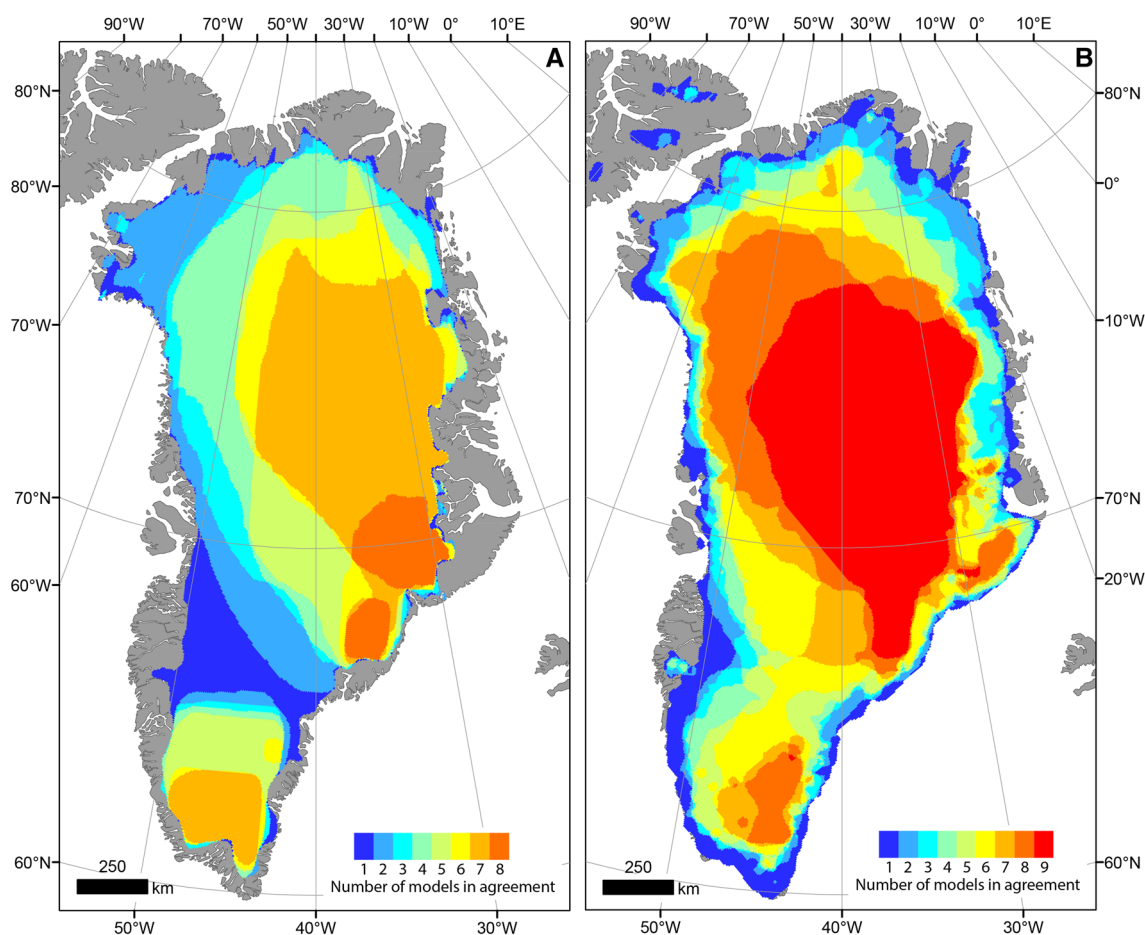 90°W 70°W 50°W 30°W 10°W 0° 10°E 90°W 70°W 50°W 30°W 10°W 0° 10°E
A B
80°N 80°N
80°W 0°
70°W 10°W
70°N 70°N
60°W 20°W
1 2 3 4 5 6 7 8
Number of models in agreement
1 2 3 4 5 6 7 8 9
Number of models in agreement
60°N 60°N
250
km
250
km
50°W 40°W 30°W 50°W 40°W 30°W